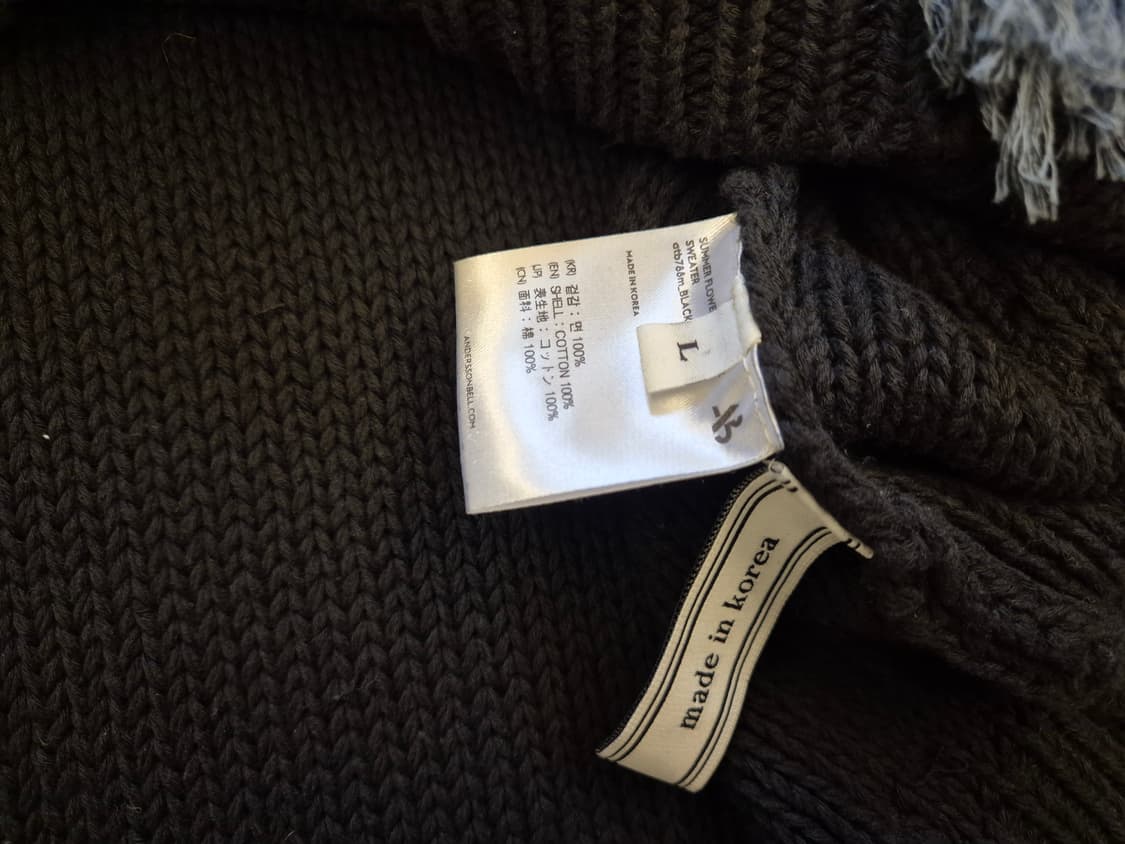 SUMMER FLOWE
SWEATER
atb788m_BLACK
L
MADE IN KOREA
(KR) 겉감 : 면 100%
(EN) SHELL : COTTON 100%
(JP) 表生地 : コットン 100%
(CN) 面料 : 棉 100%
ANDERSSONBELL.COM
made in korea